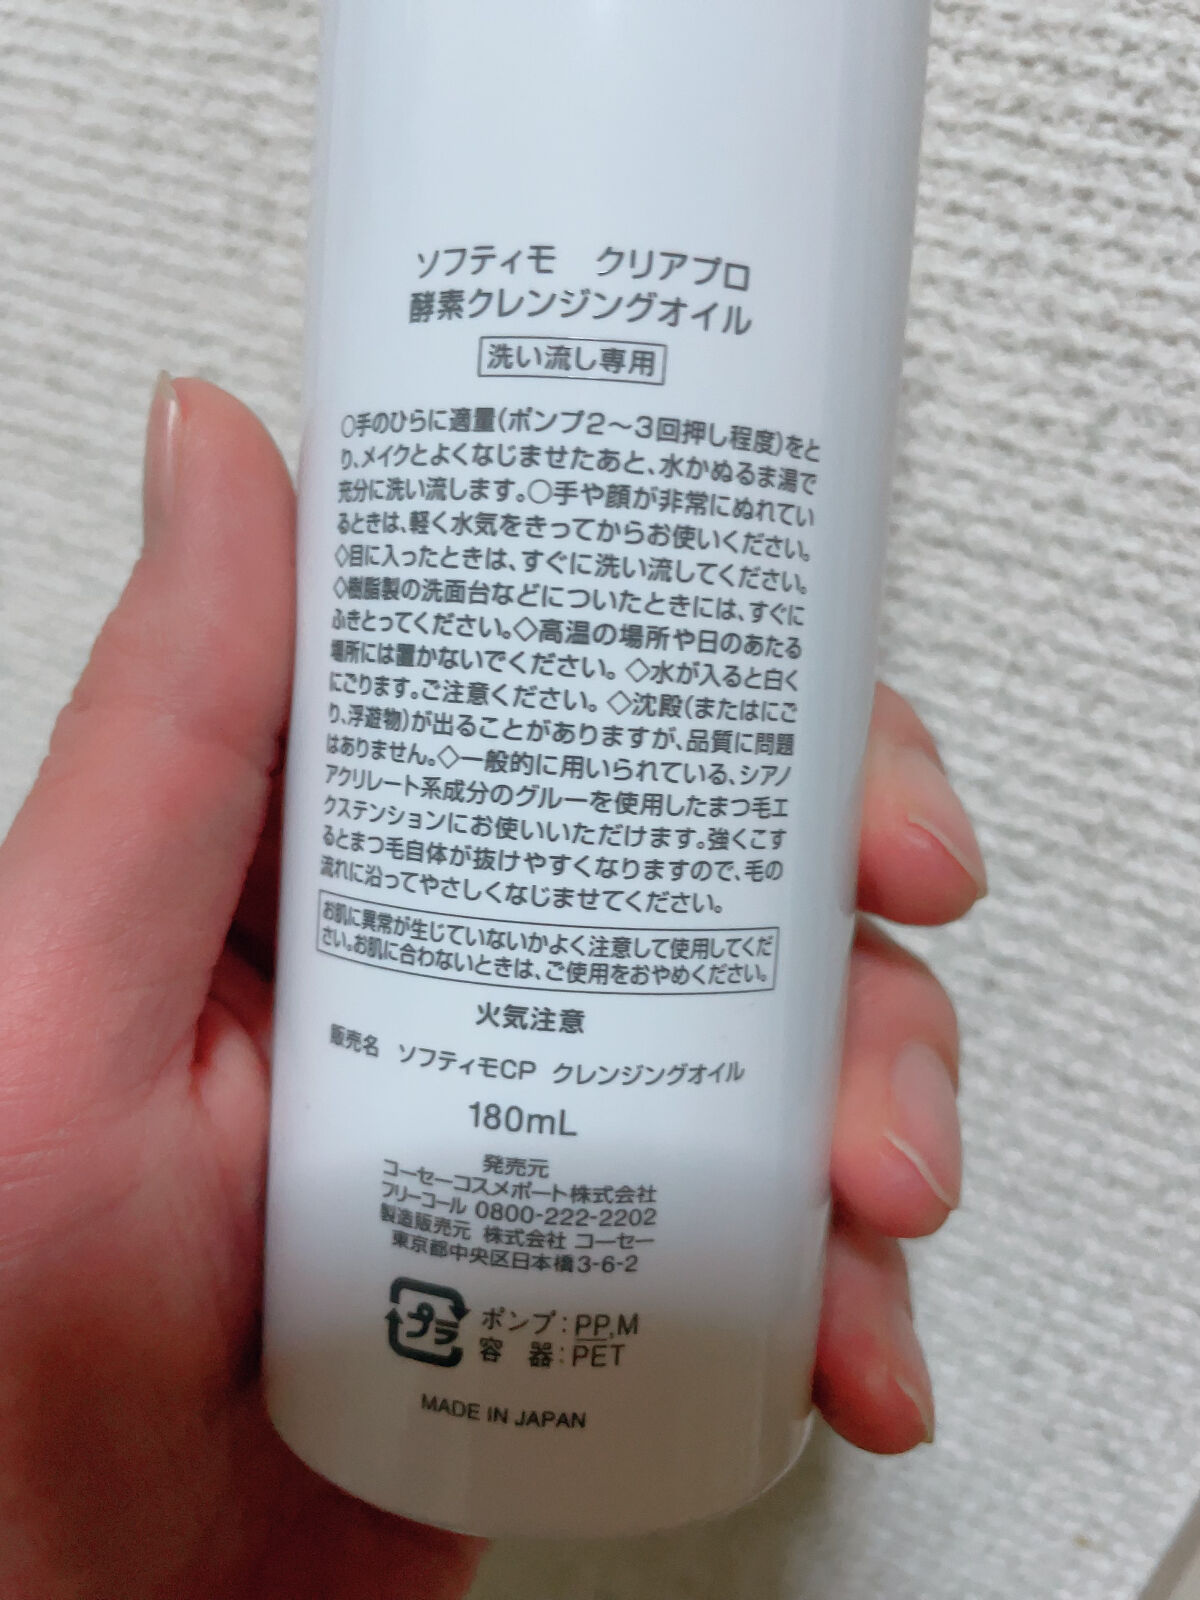 ソフティモ クリアプロ
酵素クレンジングオイル
洗い流し専用
○手のひらに適量(ポンプ2〜3回押し程度)をと
り、メイクとよくなじませたあと、水かぬるま湯で
充分に洗い流します。○手や顔が非常にぬれてい
るときは、軽く水気をきってからお使いください。
◇目に入ったときは、すぐに洗い流してください。
◇樹脂製の洗面台などについたときには、すぐに
ふきとってください。◇高温の場所や日のあたる
場所には置かないでください。◇水が入ると白く
にごります。ご注意ください。◇沈殿(またはにご
り、浮遊物)が出ることがありますが、品質に問題
はありません。◇一般的に用いられている、シアノ
アクリレート系成分のグルーを使用したまつ毛エ
クステンションにお使いいただけます。強くこす
るとまつ毛自体が抜けやすくなりますので、毛の
流れに沿ってやさしくなじませてください。
お肌に異常が生じていないかよく注意して使用してくだ
さい。お肌に合わないときは、ご使用をおやめください。
火気注意
販売名 ソフティモCP クレンジングオイル
180mL
発売元
コーセーコスメポート株式会社
フリーコール 0800-222-2202
製造販売元 株式会社 コーセー
東京都中央区日本橋3-6-2
プラ
ポンプ:PP,M
容器:PET
MADE IN JAPAN